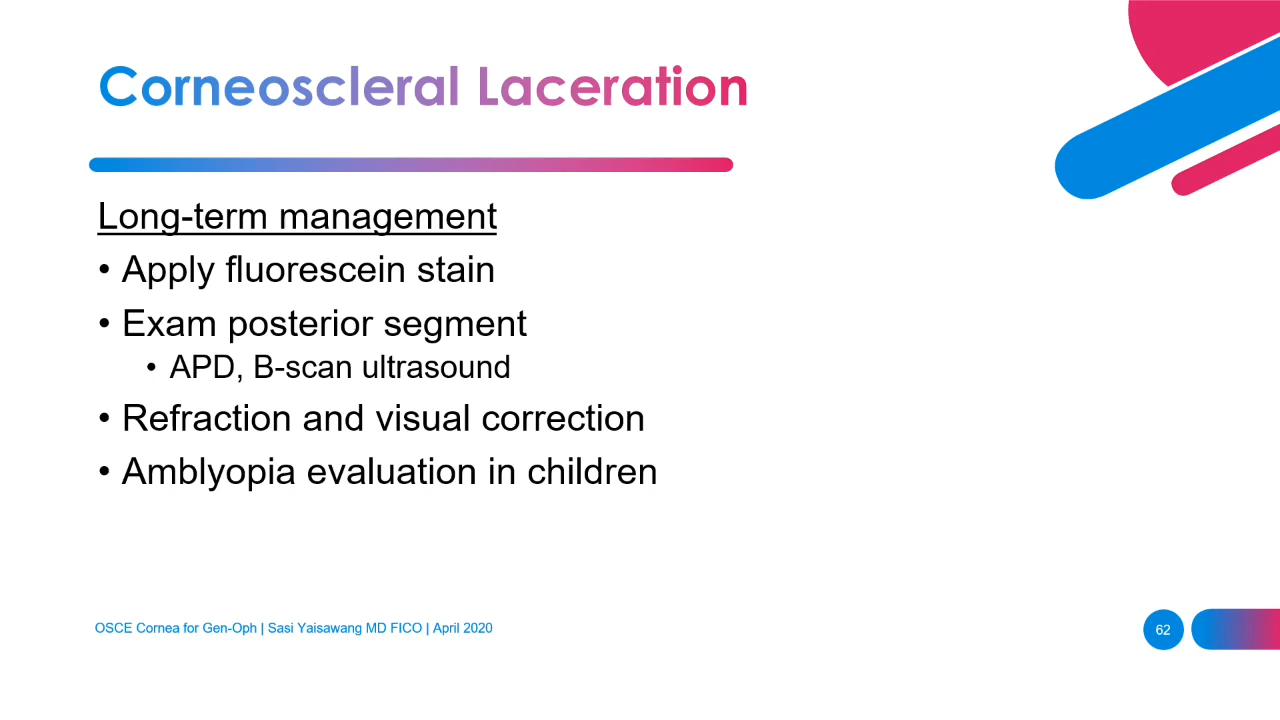 Corneoscleral Laceration
Long-term management
• Apply fluorescein stain
• Exam posterior segment
• APD, B-scan ultrasound
• Refraction and visual correction
• Amblyopia evaluation in children
OSCE Cornea for Gen-Oph | Sasi Yaisawang MD FICO | April 2020
62